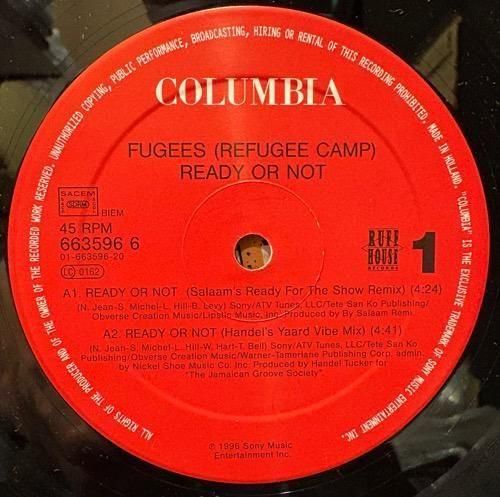 ALL RIGHTS OF THE PRODUCER AND OF THE OWNER OF THE RECORDED WORK RESERVED. UNAUTHORIZED COPYING, PUBLIC PERFORMANCE, BROADCASTING, HIRING OR RENTAL OF THIS RECORDING PROHIBITED. MADE IN HOLLAND. "COLUMBIA" IS THE EXCLUSIVE TRADEMARK OF SONY MUSIC ENTERTAINMENT INC.
COLUMBIA
FUGEES (REFUGEE CAMP)
READY OR NOT
SACEM
SDRM
BIEM
45 RPM
663596 6
01-663596-20
LC 0162
RUFF
HOUSE
RECORDS
1
A1. READY OR NOT (Salaam's Ready For The Show Remix) (4:24)
(N. Jean-S. Michel-L. Hill-B. Levy) Sony/ATV Tunes, LLC/Tete San Ko Publishing/
Obverse Creation Music/Lipslic Music, Inc. Produced By Salaam Remi.
A2. READY OR NOT (Handel's Yaard Vibe Mix) (4:41)
(N. Jean-S. Michel-L. Hill-W. Hart-T. Bell) Sony/ATV Tunes, LLC/Tete San Ko
Publishing/Obverse Creation Music/Warner-Tamerlane Publishing Corp. admin.
by Nickel Shoe Music Co. Inc. Produced by Handel Tucker for
"The Jamaican Groove Society".
℗ 1996 Sony Music
Entertainment Inc.